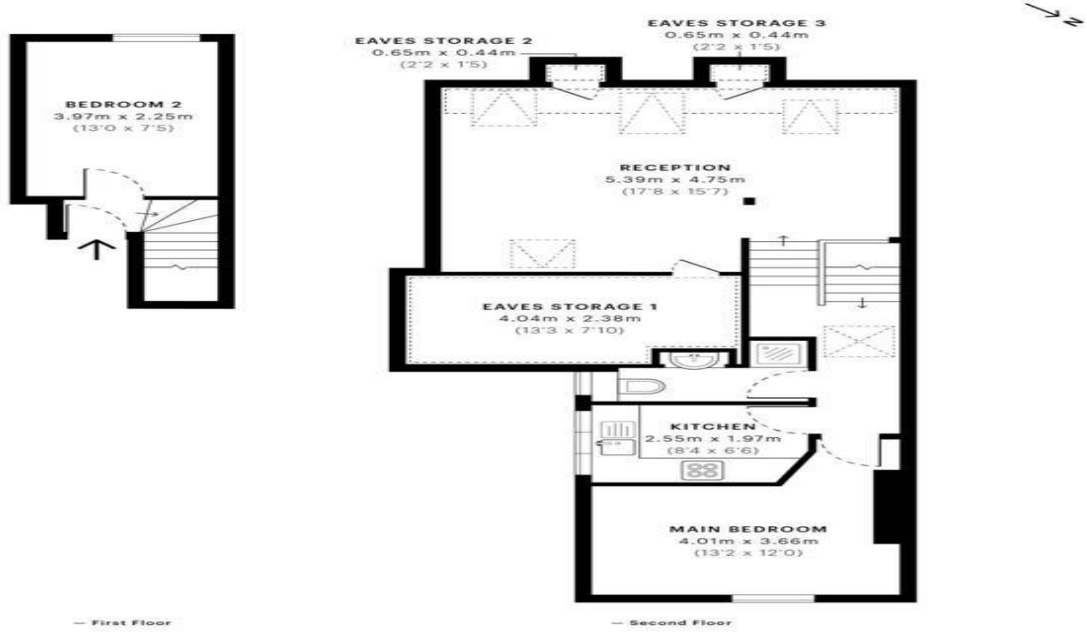 N
EAVES STORAGE 2
0.65m x 0.44m
(2'2 x 1'5)
EAVES STORAGE 3
0.65m x 0.44m
(2'2 x 1'5)
BEDROOM 2
3.97m x 2.25m
(13'0 x 7'5)
RECEPTION
5.39m x 4.75m
(17'8 x 15'7)
EAVES STORAGE 1
4.04m x 2.38m
(13'3 x 7'10)
KITCHEN
2.55m x 1.97m
(8'4 x 6'6)
MAIN BEDROOM
4.01m x 3.66m
(13'2 x 12'0)
— First Floor
— Second Floor